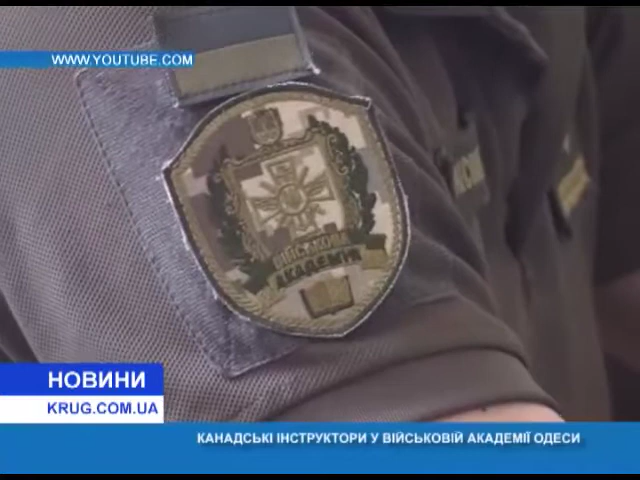 WWW.YOUTUBE.COM
ВІЙСЬКОВА
АКАДЕМІЯ
НОВИНИ
KRUG.COM.UA
КАНАДСЬКІ ІНСТРУКТОРИ У ВІЙСЬКОВІЙ АКАДЕМІЇ ОДЕСИ